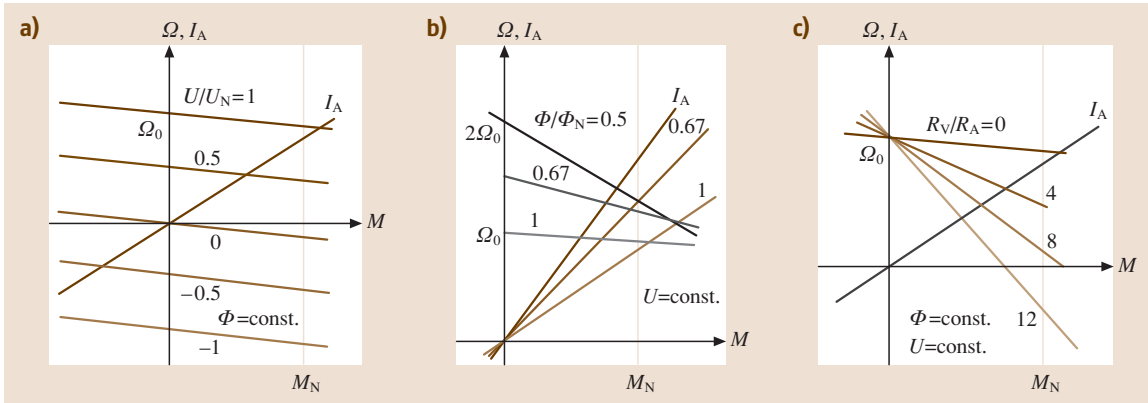 a)
Ω, I_A
U/U_N=1
I_A
Ω_0
0.5
M
0
−0.5
Φ=const.
−1
M_N
b)
Ω, I_A
I_A
Φ/Φ_N=0.5
0.67
2Ω_0
0.67
1
1
Ω_0
U=const.
M
M_N
c)
Ω, I_A
I_A
R_V/R_A=0
Ω_0
4
8
M
12
Φ=const.
U=const.
M_N